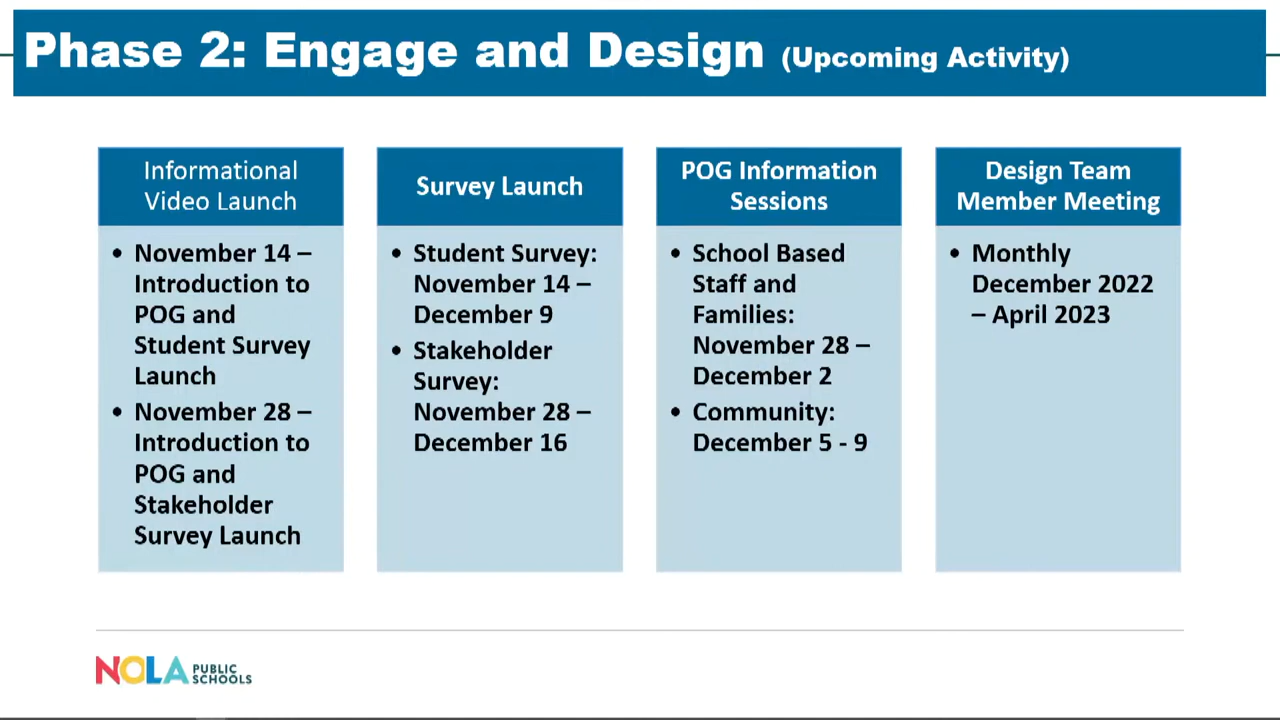 Phase 2: Engage and Design (Upcoming Activity)
Informational
Video Launch
• November 14 –
Introduction to
POG and
Student Survey
Launch
• November 28 –
Introduction to
POG and
Stakeholder
Survey Launch
Survey Launch
• Student Survey:
November 14 –
December 9
• Stakeholder
Survey:
November 28 –
December 16
POG Information
Sessions
• School Based
Staff and
Families:
November 28 –
December 2
• Community:
December 5 - 9
Design Team
Member Meeting
• Monthly
December 2022
– April 2023
NOLA PUBLIC
SCHOOLS